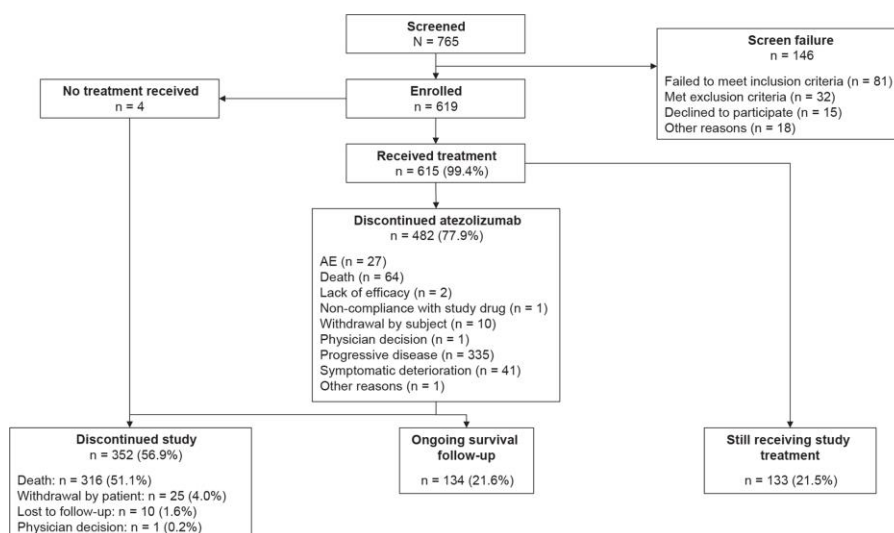 Screened
N = 765
Screen failure
n = 146
Failed to meet inclusion criteria (n = 81)
Met exclusion criteria (n = 32)
Declined to participate (n = 15)
Other reasons (n = 18)
No treatment received
n = 4
Enrolled
n = 619
Received treatment
n = 615 (99.4%)
Discontinued atezolizumab
n = 482 (77.9%)
AE (n = 27)
Death (n = 64)
Lack of efficacy (n = 2)
Non-compliance with study drug (n = 1)
Withdrawal by subject (n = 10)
Physician decision (n = 1)
Progressive disease (n = 335)
Symptomatic deterioration (n = 41)
Other reasons (n = 1)
Discontinued study
n = 352 (56.9%)
Death: n = 316 (51.1%)
Withdrawal by patient: n = 25 (4.0%)
Lost to follow-up: n = 10 (1.6%)
Physician decision: n = 1 (0.2%)
Ongoing survival
follow-up
n = 134 (21.6%)
Still receiving study
treatment
n = 133 (21.5%)